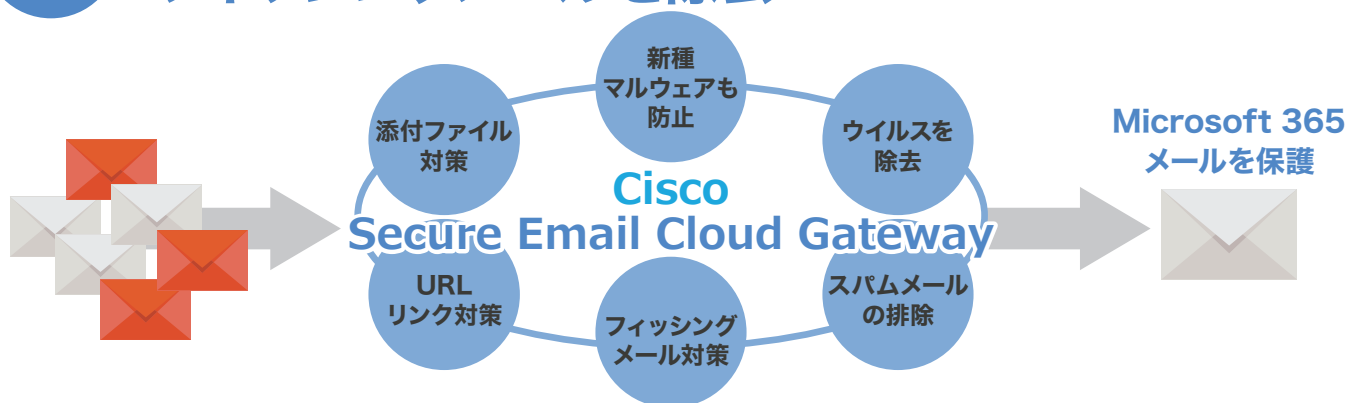 新種
マルウェアも
防止
添付ファイル
対策
ウイルスを
除去
Microsoft 365
メールを保護
Cisco
Secure Email Cloud Gateway
URL
リンク対策
フィッシング
メール対策
スパムメール
の排除